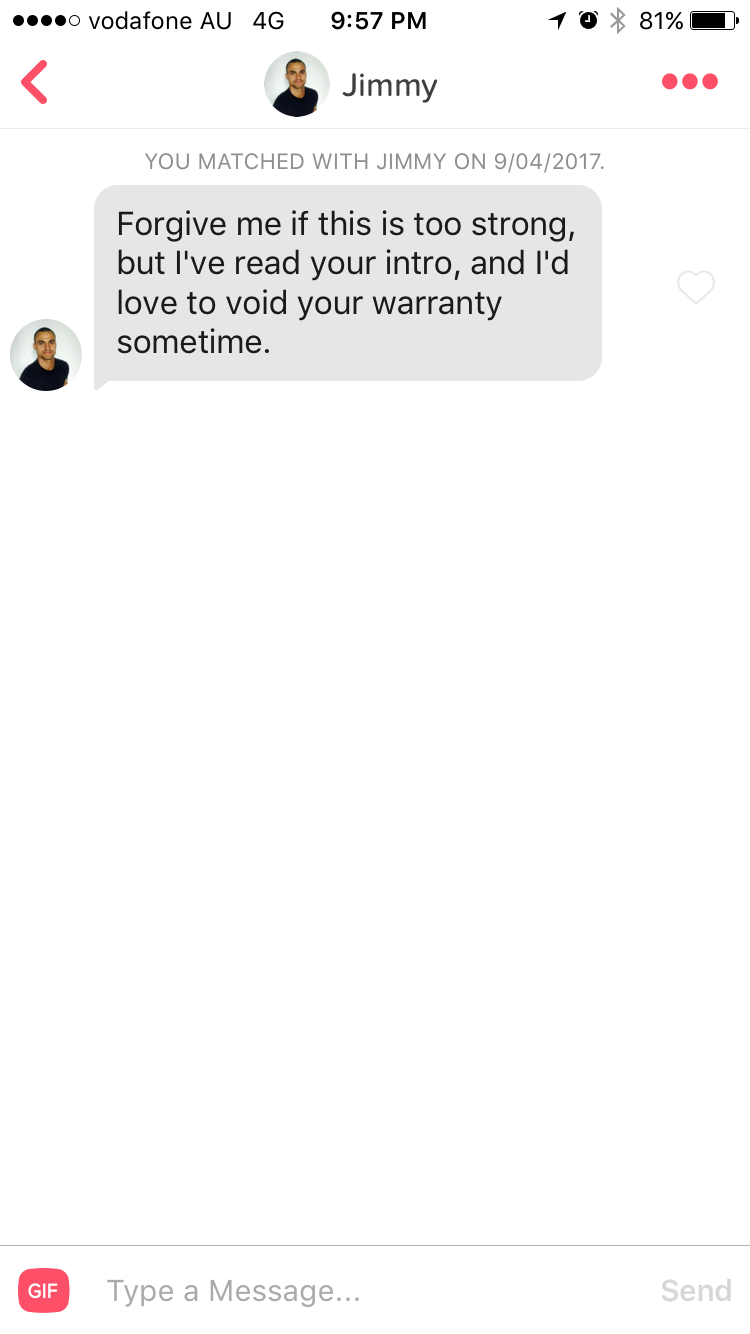 vodafone AU 4G 9:57 PM 81%
Jimmy
YOU MATCHED WITH JIMMY ON 9/04/2017.
Forgive me if this is too strong,
but I've read your intro, and I'd
love to void your warranty
sometime.
GIF Type a Message... Send